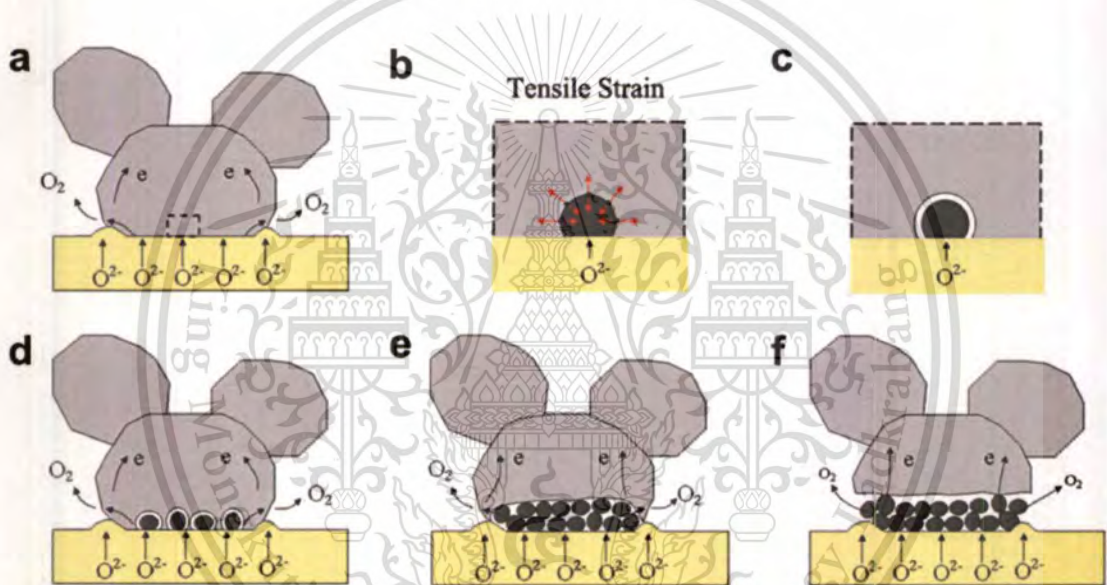 a
b
c
Tensile Strain
e e
O₂ O₂
O²⁻ O²⁻ O²⁻ O²⁻ O²⁻
O²⁻
O²⁻
d
e
f
e e
O₂ O₂
O²⁻ O²⁻ O²⁻ O²⁻ O²⁻
e e
O₂ O₂
O²⁻ O²⁻ O²⁻ O²⁻ O²⁻
e e
O₂ O₂
O²⁻ O²⁻ O²⁻ O²⁻ O²⁻